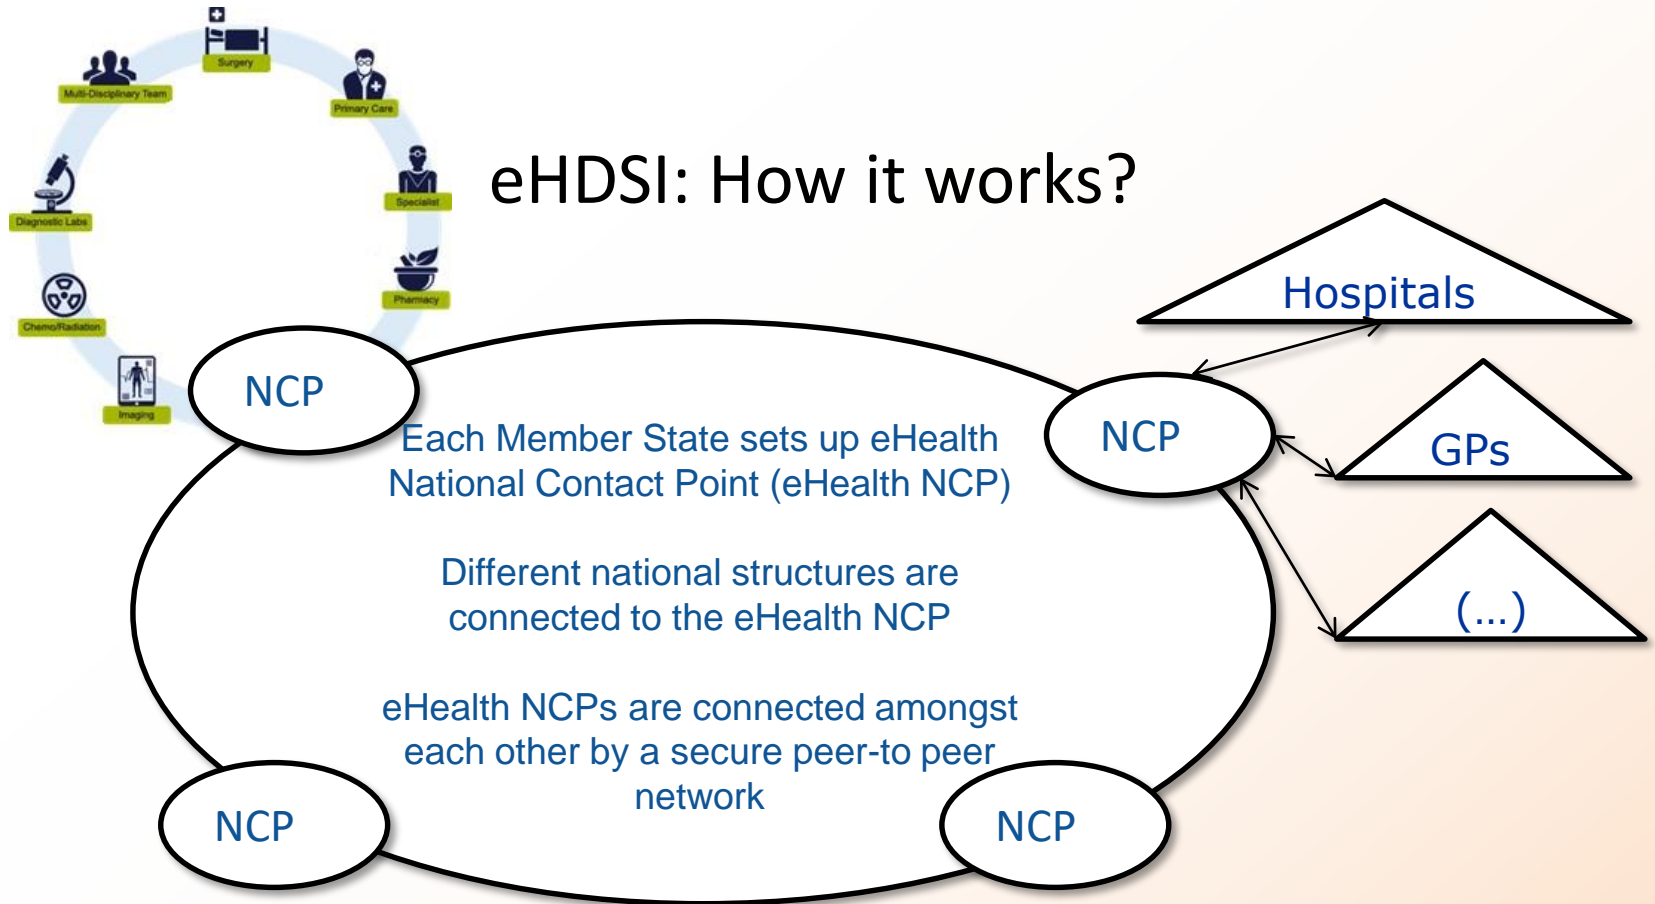 Surgery
Multi-Disciplinary Team
Primary Care
eHDSI: How it works?
Specialist
Diagnostic Labs
Hospitals
Pharmacy
Chemo/Radiation
NCP
Imaging
Each Member State sets up eHealth
National Contact Point (eHealth NCP)
NCP
GPs
Different national structures are
connected to the eHealth NCP
(...)
eHealth NCPs are connected amongst
each other by a secure peer-to peer
network
NCP
NCP